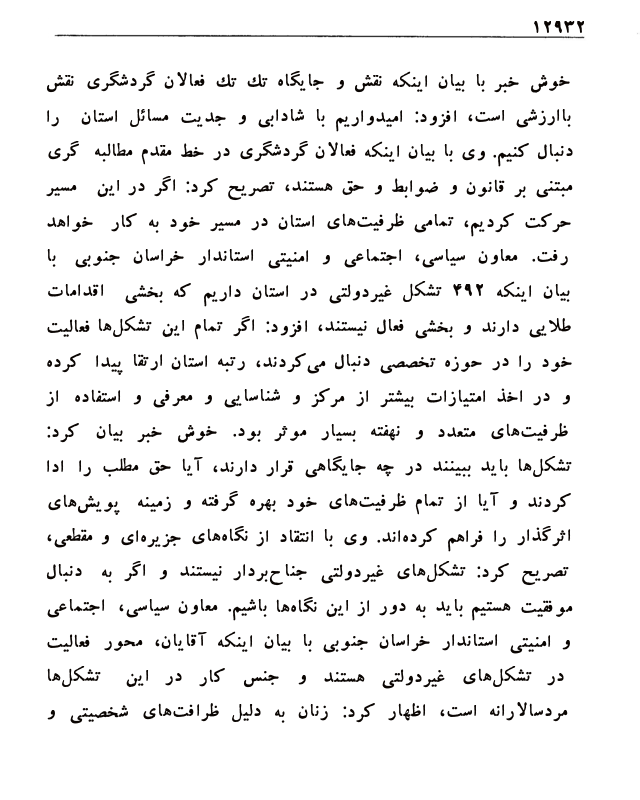 ۱۲۹۳۲
خوش خبر با بیان اینکه نقش و جایگاه تك تك فعالان گردشگری نقش
باارزشی است، افزود: امیدواریم با شادابی و جدیت مسائل استان را
دنبال کنیم. وی با بیان اینکه فعالان گردشگری در خط مقدم مطالبه گری
مبتنی بر قانون و ضوابط و حق هستند، تصریح کرد: اگر در این مسیر
حرکت کردیم، تمامی ظرفیت‌های استان در مسیر خود به کار خواهد
رفت. معاون سیاسی، اجتماعی و امنیتی استاندار خراسان جنوبی با
بیان اینکه ۴۹۲ تشکل غیردولتی در استان داریم که بخشی اقدامات
طلایی دارند و بخشی فعال نیستند، افزود: اگر تمام این تشکل‌ها فعالیت
خود را در حوزه تخصصی دنبال می‌کردند، رتبه استان ارتقا پیدا کرده
و در اخذ امتیازات بیشتر از مرکز و شناسایی و معرفی و استفاده از
ظرفیت‌های متعدد و نهفته بسیار موثر بود. خوش خبر بیان کرد:
تشکل‌ها باید ببینند در چه جایگاهی قرار دارند، آیا حق مطلب را ادا
کردند و آیا از تمام ظرفیت‌های خود بهره گرفته و زمینه پویش‌های
اثرگذار را فراهم کرده‌اند. وی با انتقاد از نگاه‌های جزیره‌ای و مقطعی،
تصریح کرد: تشکل‌های غیردولتی جناح‌بردار نیستند و اگر به دنبال
موفقیت هستیم باید به دور از این نگاه‌ها باشیم. معاون سیاسی، اجتماعی
و امنیتی استاندار خراسان جنوبی با بیان اینکه آقایان، محور فعالیت
در تشکل‌های غیردولتی هستند و جنس کار در این تشکل‌ها
مردسالارانه است، اظهار کرد: زنان به دلیل ظرافت‌های شخصیتی و